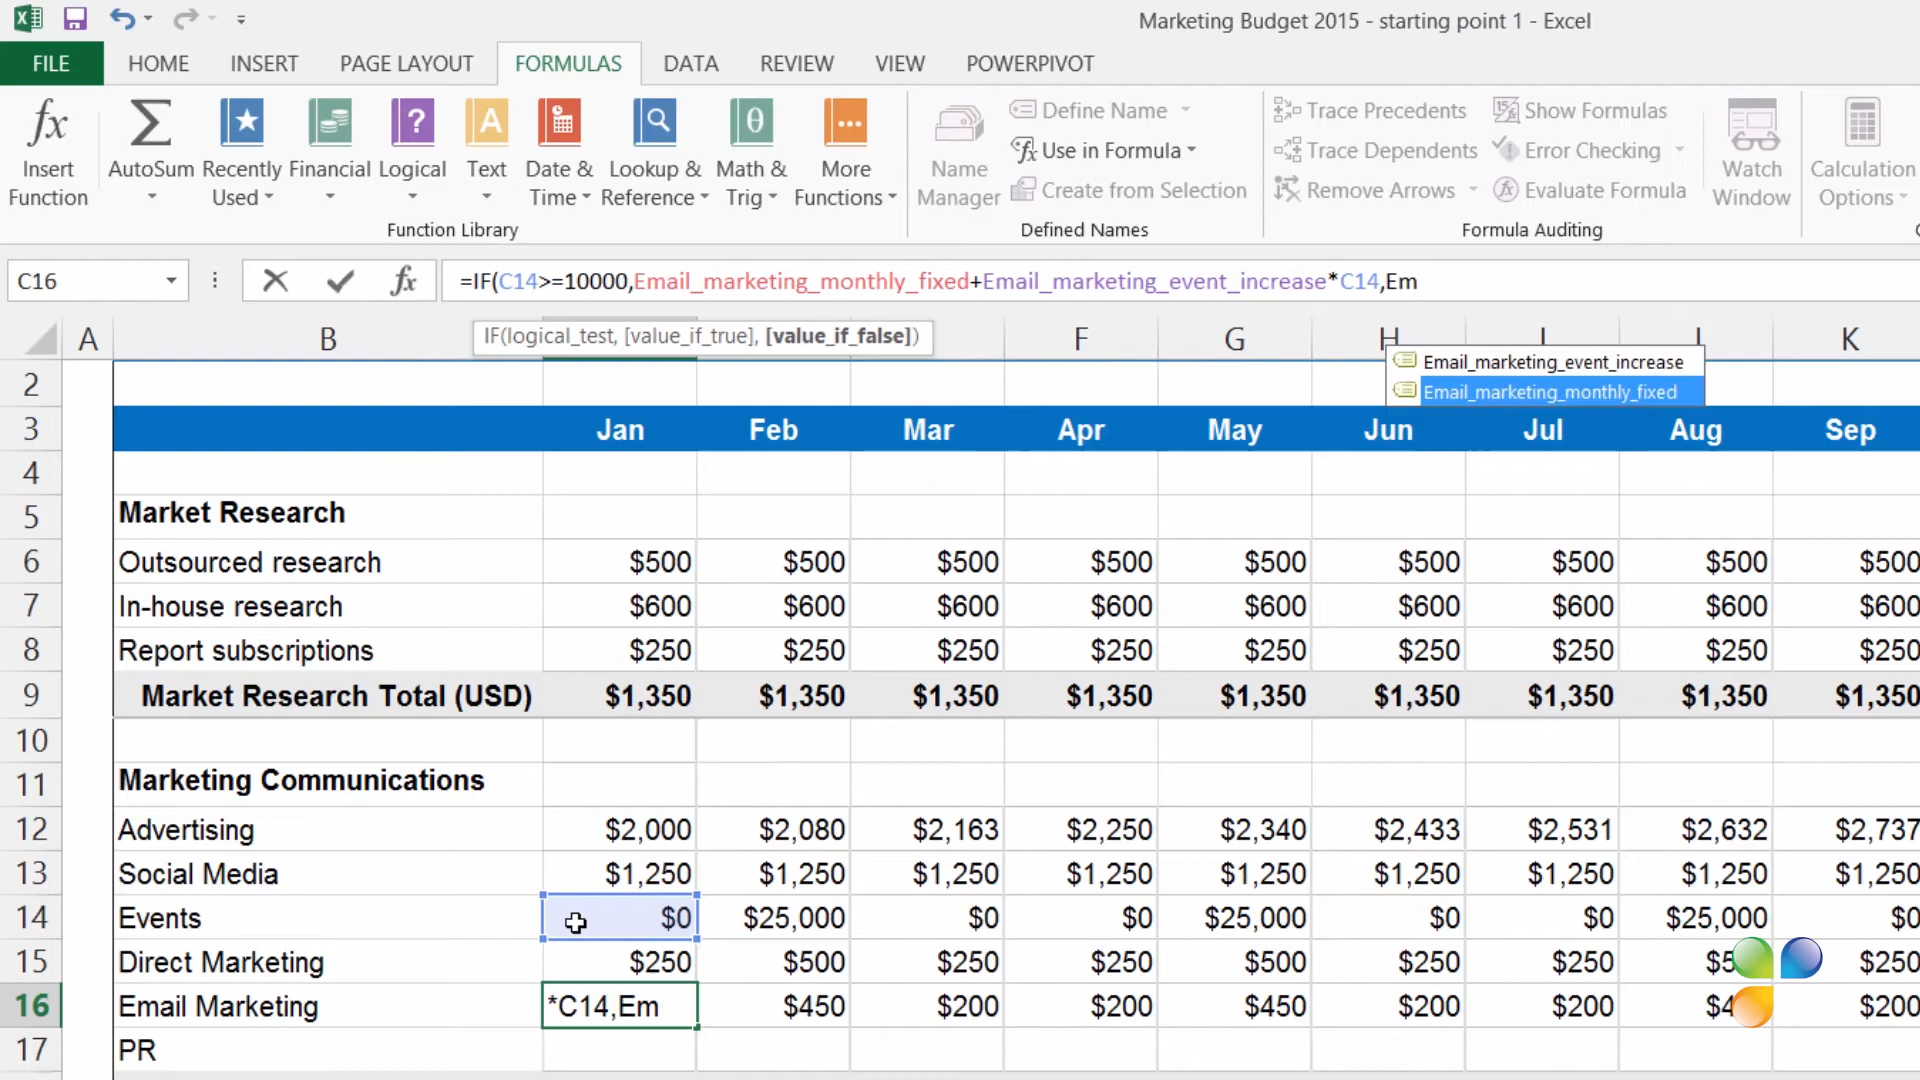 Marketing Budget 2015 - starting point 1 - Excel
FILE HOME INSERT PAGE LAYOUT FORMULAS DATA REVIEW VIEW POWERPIVOT
Insert Function
AutoSum
Recently Used
Financial
Logical
Text
Date & Time
Lookup & Reference
Math & Trig
More Functions
Function Library
Name Manager
Define Name
Use in Formula
Create from Selection
Defined Names
Trace Precedents
Trace Dependents
Remove Arrows
Show Formulas
Error Checking
Evaluate Formula
Formula Auditing
Watch Window
Calculation Options
C16 fx =IF(C14>=10000,Email_marketing_monthly_fixed+Email_marketing_event_increase*C14,Em
IF(logical_test, [value_if_true], [value_if_false])
A B F G H K
Email_marketing_event_increase
Email_marketing_monthly_fixed
2
3 Jan Feb Mar Apr May Jun Jul Aug Sep
4
5 Market Research
6 Outsourced research $500 $500 $500 $500 $500 $500 $500 $500 $500
7 In-house research $600 $600 $600 $600 $600 $600 $600 $600 $600
8 Report subscriptions $250 $250 $250 $250 $250 $250 $250 $250 $250
9 Market Research Total (USD) $1,350 $1,350 $1,350 $1,350 $1,350 $1,350 $1,350 $1,350 $1,350
10
11 Marketing Communications
12 Advertising $2,000 $2,080 $2,163 $2,250 $2,340 $2,433 $2,531 $2,632 $2,737
13 Social Media $1,250 $1,250 $1,250 $1,250 $1,250 $1,250 $1,250 $1,250 $1,250
14 Events $0 $25,000 $0 $0 $25,000 $0 $0 $25,000 $0
15 Direct Marketing $250 $500 $250 $250 $500 $250 $250 $250
16 Email Marketing *C14,Em $450 $200 $200 $450 $200 $200 $200
17 PR